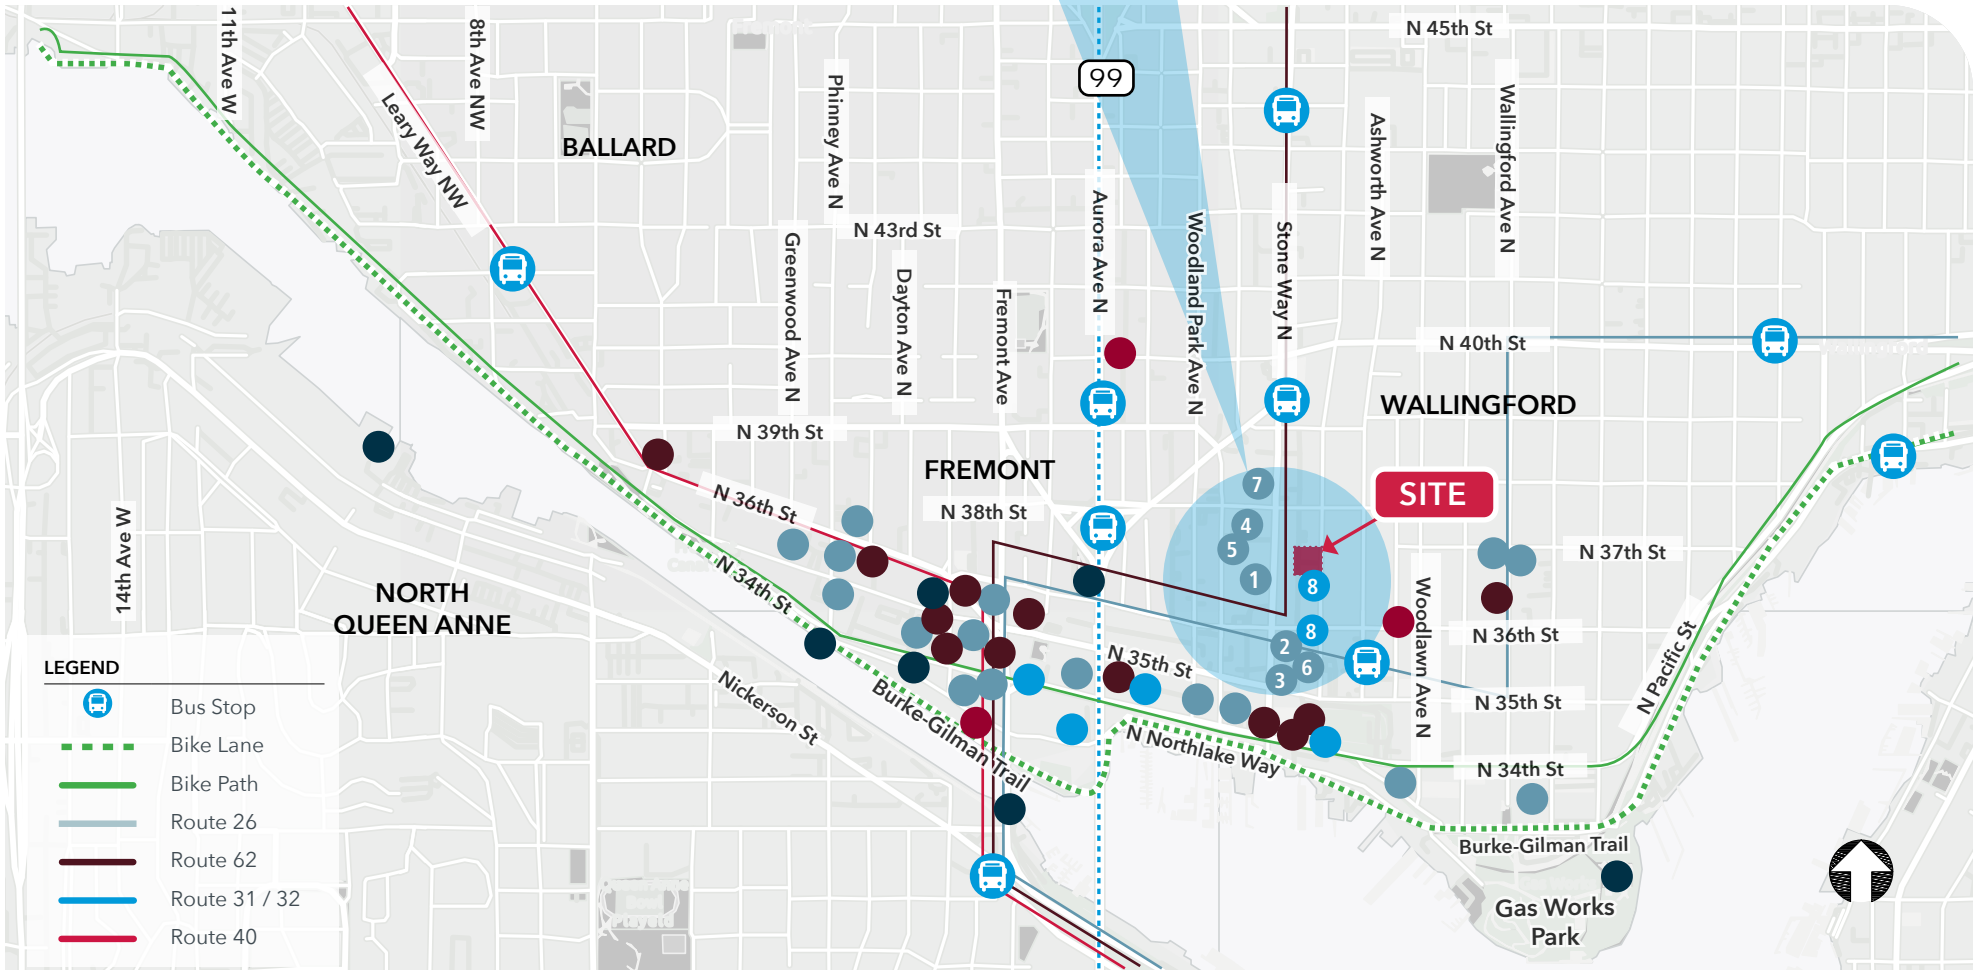 N 45th St
11th Ave W
8th Ave NW
99
Leary Way NW
Phinney Ave N
Wallingford Ave N
BALLARD
Ashworth Ave N
Aurora Ave N
Woodland Park Ave N
Stone Way N
N 43rd St
Greenwood Ave N
Dayton Ave N
Fremont Ave
N 40th St
WALLINGFORD
N 39th St
FREMONT
7
SITE
N 36th St
N 38th St
4
5
14th Ave W
N 37th St
1
8
N 34th St
NORTH
QUEEN ANNE
Woodlawn Ave N
8
N 36th St
2
6
3
N 35th St
N Pacific St
LEGEND
Bus Stop
Bike Lane
Bike Path
Route 26
Route 62
Route 31 / 32
Route 40
Nickerson St
Burke-Gilman Trail
N 35th St
N Northlake Way
N 34th St
Burke-Gilman Trail
Gas Works
Park